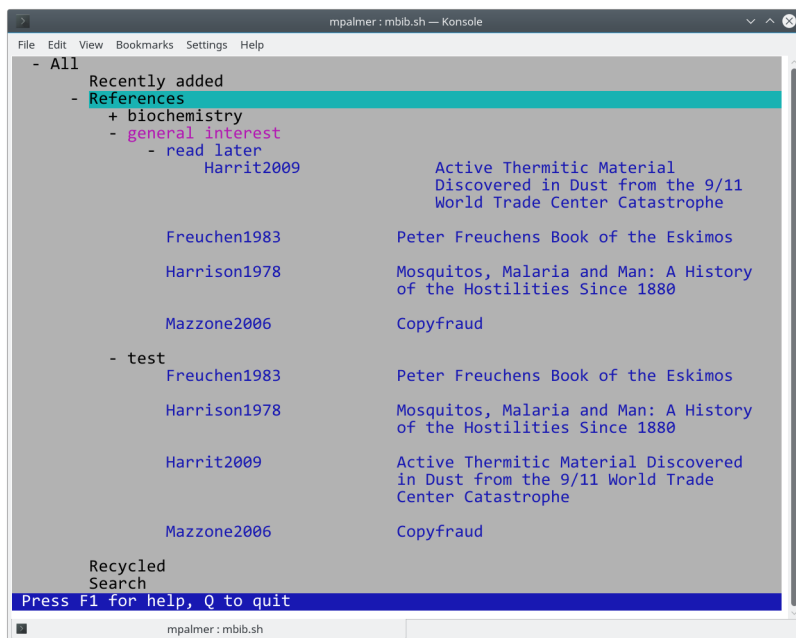 mpalmer : mbib.sh — Konsole
File Edit View Bookmarks Settings Help
- All
Recently added
- References
+ biochemistry
- general interest
- read later
Harrit2009 Active Thermitic Material
Discovered in Dust from the 9/11
World Trade Center Catastrophe
Freuchen1983 Peter Freuchens Book of the Eskimos
Harrison1978 Mosquitos, Malaria and Man: A History
of the Hostilities Since 1880
Mazzone2006 Copyfraud
- test
Freuchen1983 Peter Freuchens Book of the Eskimos
Harrison1978 Mosquitos, Malaria and Man: A History
of the Hostilities Since 1880
Harrit2009 Active Thermitic Material Discovered
in Dust from the 9/11 World Trade
Center Catastrophe
Mazzone2006 Copyfraud
Recycled
Search
Press F1 for help, Q to quit
mpalmer : mbib.sh